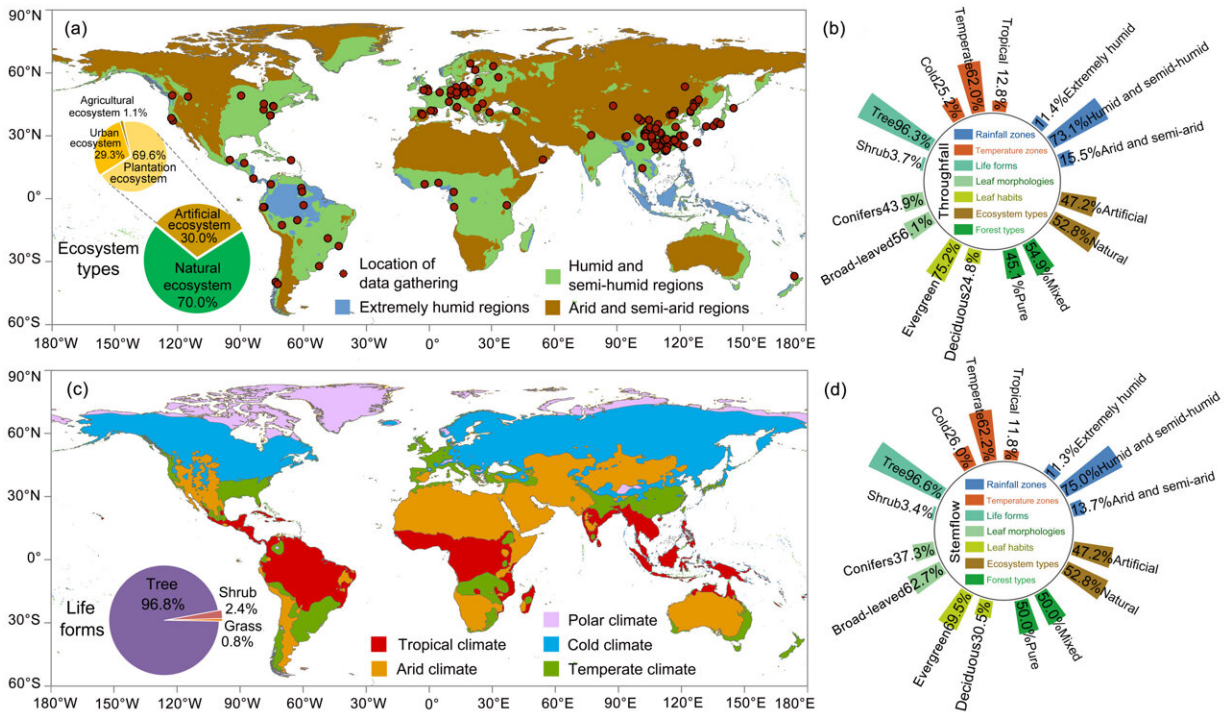 (a)
90°N
60°N
30°N
0°
30°S
60°S
180°W 150°W 120°W 90°W 60°W 30°W 0° 30°E 60°E 90°E 120°E 150°E 180°E
Agricultural
ecosystem 1.1%
Urban
ecosystem
29.3%
69.6%
Plantation
ecosystem
Artificial
ecosystem
30.0%
Natural
ecosystem
70.0%
Ecosystem
types
Location of
data gathering
Extremely humid regions
Humid and
semi-humid regions
Arid and semi-arid regions
(b)
Cold25.2%
Temperate62.0%
Tropical 12.8%
11.4%Extremely humid
73.1%Humid and semi-humid
15.5%Arid and semi-arid
47.2%Artificial
52.8%Natural
54.9%Mixed
45.1%Pure
Deciduous24.8%
Evergreen75.2%
Broad-leaved56.1%
Conifers43.9%
Shrub3.7%
Tree96.3%
Throughfall
Rainfall zones
Temperature zones
Life forms
Leaf morphologies
Leaf habits
Ecosystem types
Forest types
(c)
90°N
60°N
30°N
0°
30°S
60°S
180°W 150°W 120°W 90°W 60°W 30°W 0° 30°E 60°E 90°E 120°E 150°E 180°E
Tree
96.8%
Shrub
2.4%
Grass
0.8%
Life
forms
Tropical climate
Arid climate
Polar climate
Cold climate
Temperate climate
(d)
Cold26.0%
Temperate62.2%
Tropical 11.8%
11.3%Extremely humid
75.0%Humid and semi-humid
13.7%Arid and semi-arid
47.2%Artificial
52.8%Natural
50.0%Mixed
50.0%Pure
Deciduous30.5%
Evergreen69.5%
Broad-leaved62.7%
Conifers37.3%
Shrub3.4%
Tree96.6%
Stemflow
Rainfall zones
Temperature zones
Life forms
Leaf morphologies
Leaf habits
Ecosystem types
Forest types